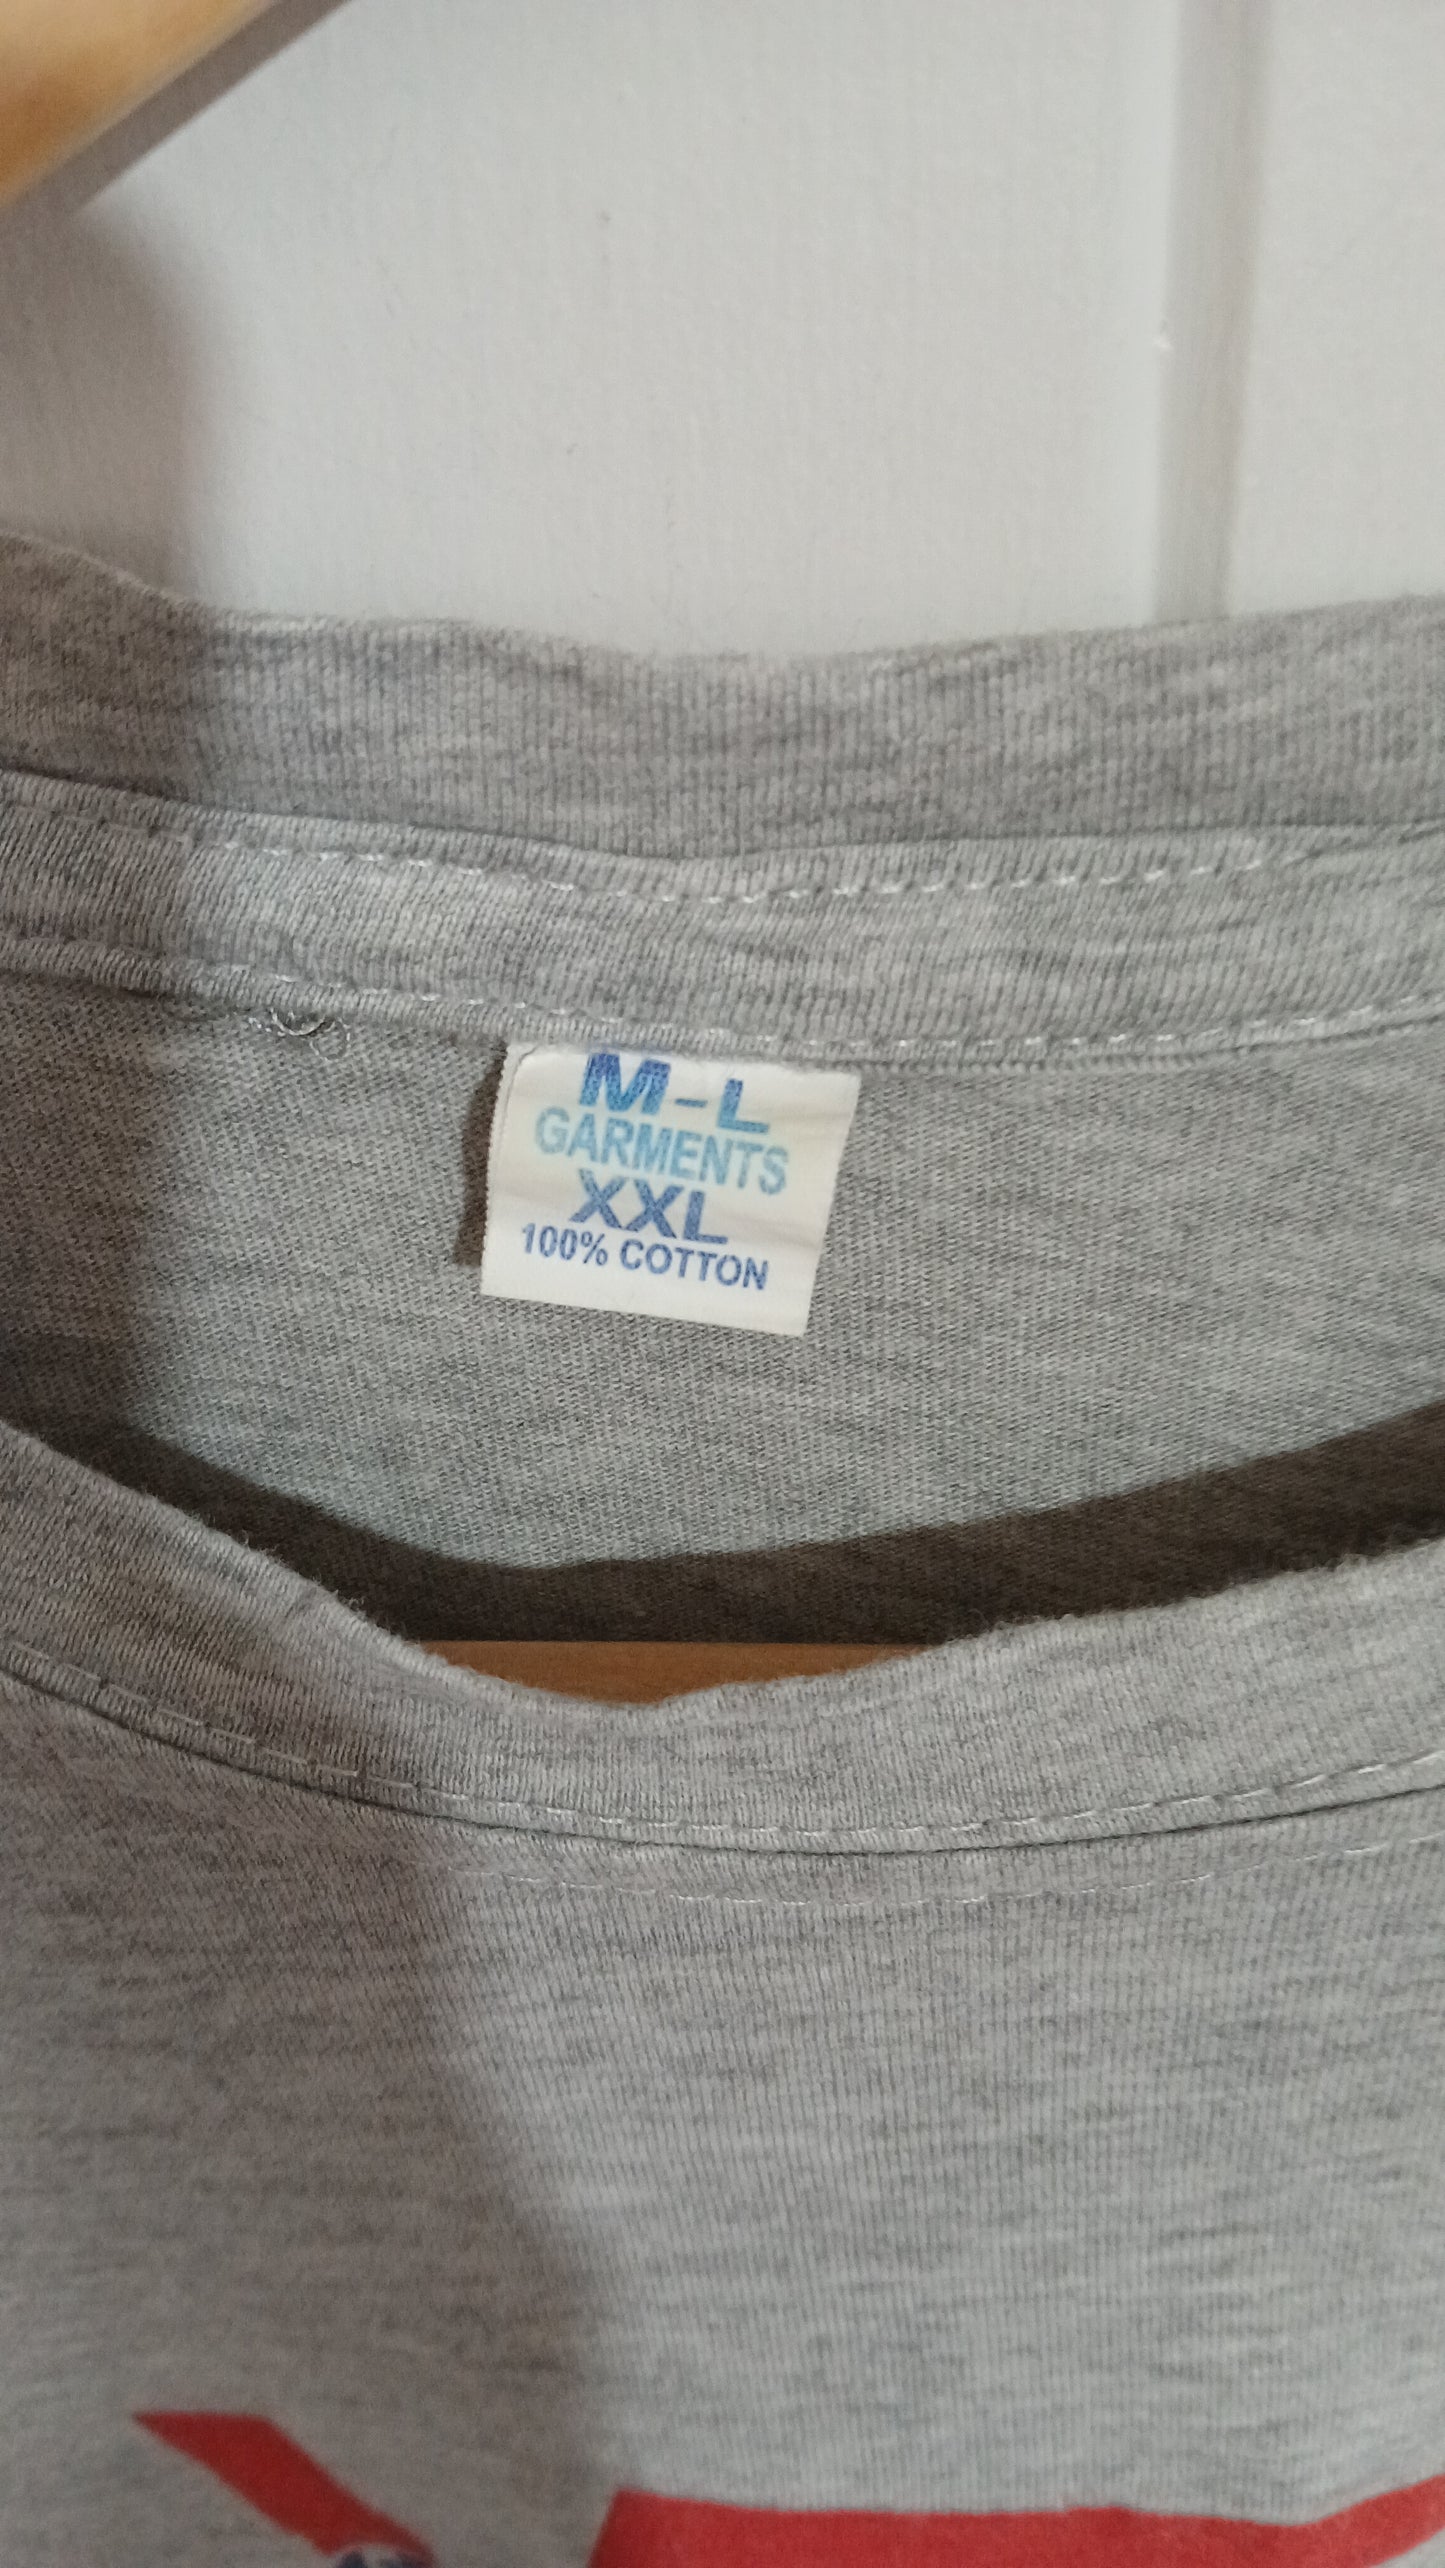 M-L
GARMENTS
XXL
100% COTTON